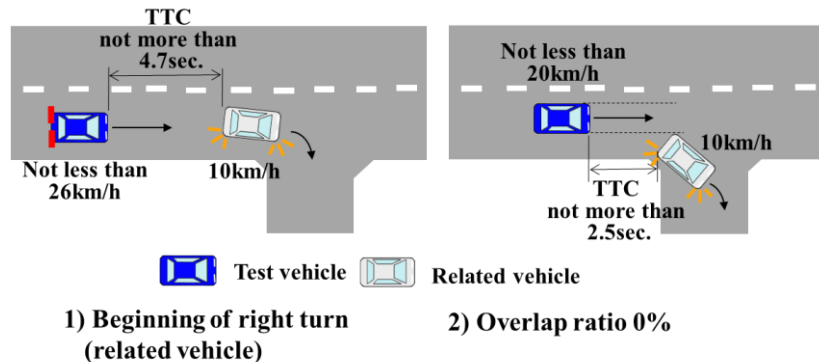 TTC
not more than
4.7sec.
Not less than
26km/h
10km/h
Not less than
20km/h
10km/h
TTC
not more than
2.5sec.
Test vehicle
Related vehicle
1) Beginning of right turn
(related vehicle)
2) Overlap ratio 0%